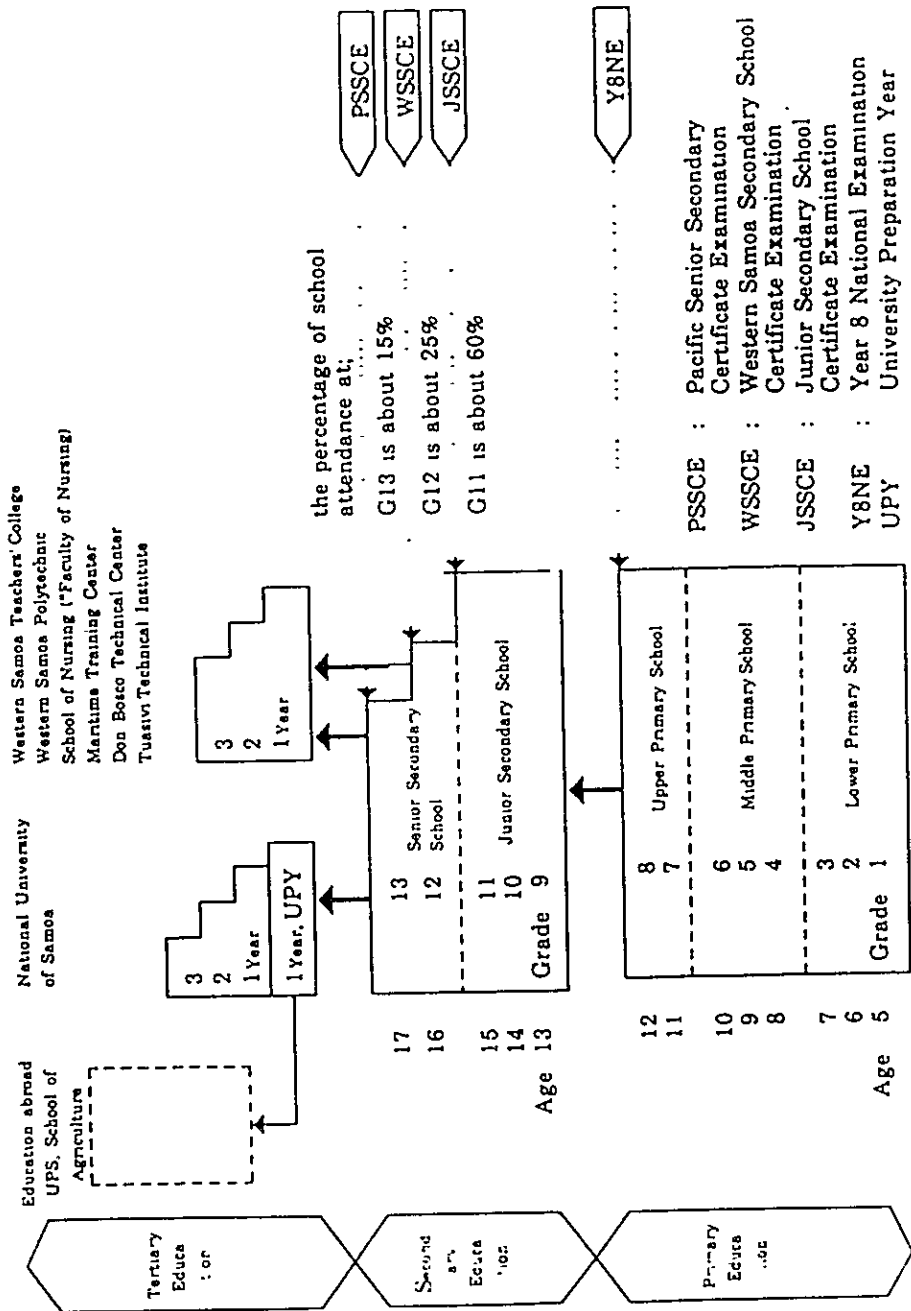 Education abroad
UPS, School of
Agriculture
National University
of Samoa
Western Samoa Teachers' College
Western Samoa Polytechnic
School of Nursing ("Faculty of Nursing)
Maritime Training Center
Don Bosco Technical Center
Tuasivi Technical Institute
Tertiary
Educa
3
2
1 Year
1 Year, UPY
3
2
1 Year
the percentage of school
attendance at;
G13 is about 15%
G12 is about 25%
G11 is about 60%
PSSCE
WSSCE
JSSCE
Second
Educa
17
16
15
14
Age 13
13
12
11
10
Grade 9
Senior Secondary
School
Junior Secondary School
Y8NE
Primary
Educa
12
11
10
9
8
7
6
Age 5
8
7
6
5
4
3
2
Grade 1
Upper Primary School
Middle Primary School
Lower Primary School
PSSCE : Pacific Senior Secondary
Certificate Examination
WSSCE : Western Samoa Secondary School
Certificate Examination
JSSCE : Junior Secondary School
Certificate Examination
Y8NE : Year 8 National Examination
UPY University Preparation Year